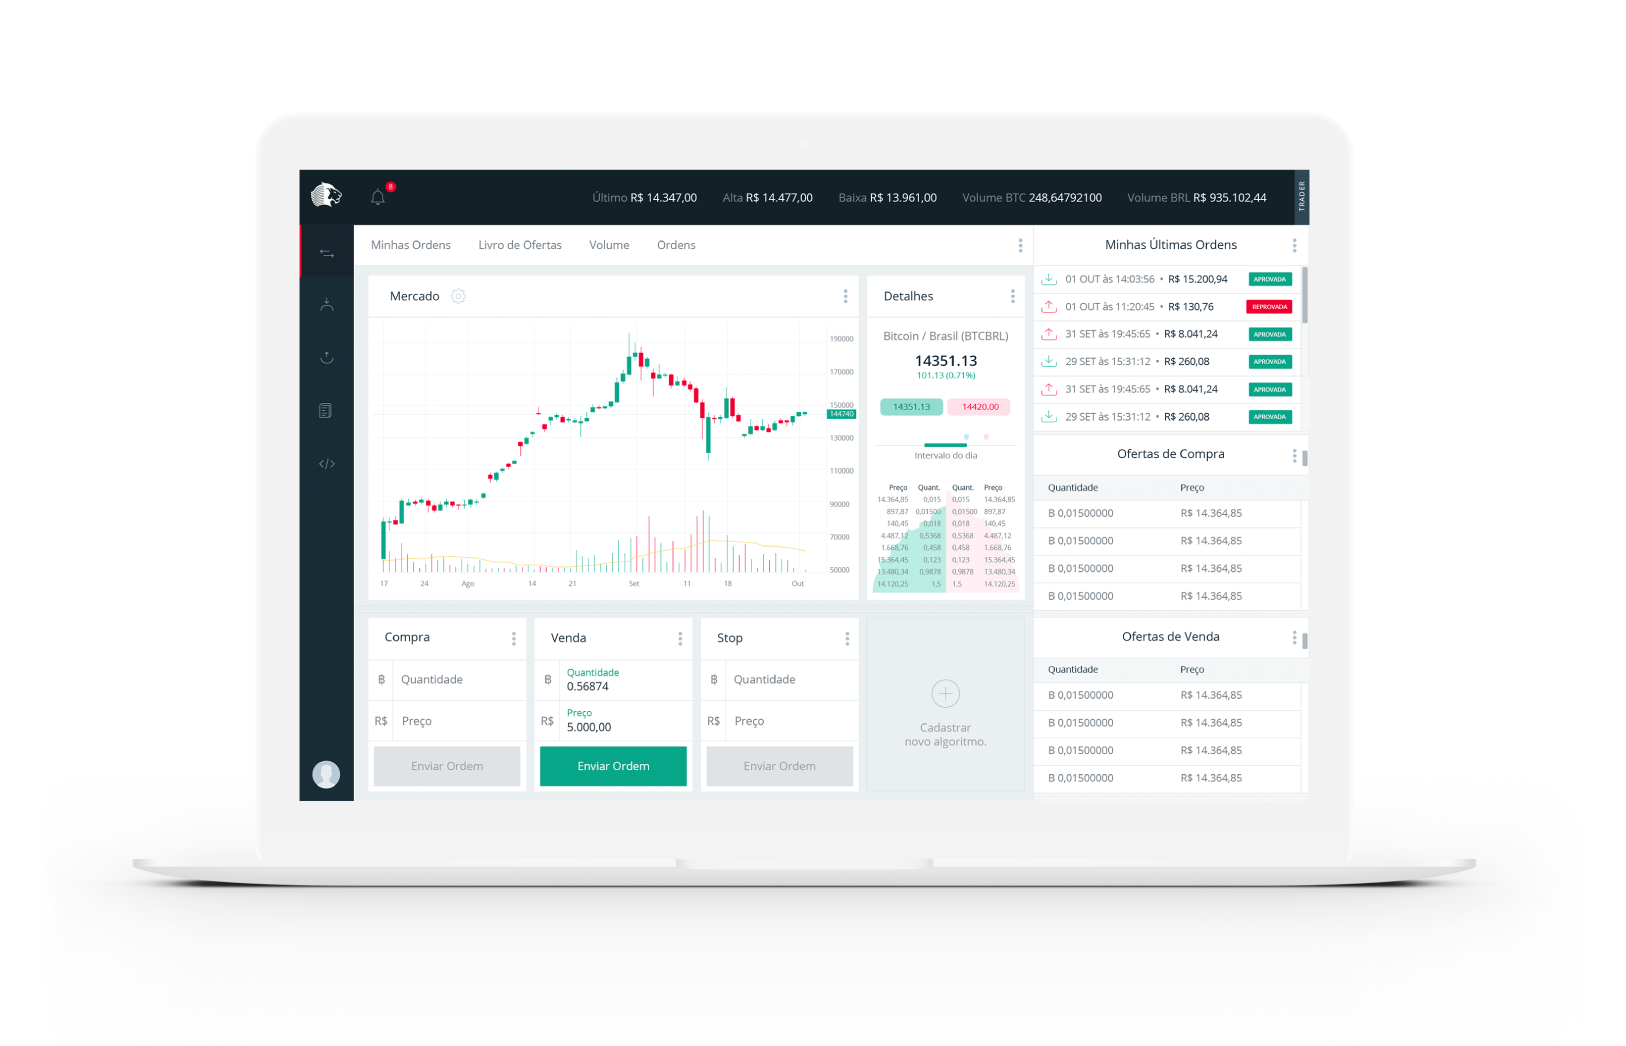 8
Último R$ 14.347,00
Alta R$ 14.477,00
Baixa R$ 13.961,00
Volume BTC 248,64792100
Volume BRL R$ 935.102,44
TRADER
Minhas Ordens
Livro de Ofertas
Volume
Ordens
Mercado
190000
170000
150000
144740
130000
110000
90000
70000
50000
17 24 Ago 14 21 Set 11 18 Out
Detalhes
Bitcoin / Brasil (BTCBRL)
14351.13
101.13 (0.71%)
14351.13 14420.00
Intervalo do dia
Preço Quant. Quant. Preço
14.364,85 0,015 0,015 14.364,85
897,87 0,01500 0,01500 897,87
140,45 0,018 0,018 140,45
4.487,12 0,5368 0,5368 4.487,12
1.668,76 0,458 0,458 1.668,76
15.364,45 0,123 0,123 15.364,45
13.480,34 0,9878 0,9878 13.480,34
14.120,25 1,5 1,5 14.120,25
Minhas Últimas Ordens
01 OUT às 14:03:56 • R$ 15.200,94 APROVADA
01 OUT às 11:20:45 • R$ 130,76 REPROVADA
31 SET às 19:45:65 • R$ 8.041,24 APROVADA
29 SET às 15:31:12 • R$ 260,08 APROVADA
31 SET às 19:45:65 • R$ 8.041,24 APROVADA
29 SET às 15:31:12 • R$ 260,08 APROVADA
Ofertas de Compra
Quantidade Preço
B 0,01500000 R$ 14.364,85
B 0,01500000 R$ 14.364,85
B 0,01500000 R$ 14.364,85
B 0,01500000 R$ 14.364,85
Ofertas de Venda
Quantidade Preço
B 0,01500000 R$ 14.364,85
B 0,01500000 R$ 14.364,85
B 0,01500000 R$ 14.364,85
B 0,01500000 R$ 14.364,85
Compra
฿ Quantidade
R$ Preço
Enviar Ordem
Venda
฿ Quantidade
0.56874
R$ Preço
5.000,00
Enviar Ordem
Stop
฿ Quantidade
R$ Preço
Enviar Ordem
Cadastrar
novo algoritmo.